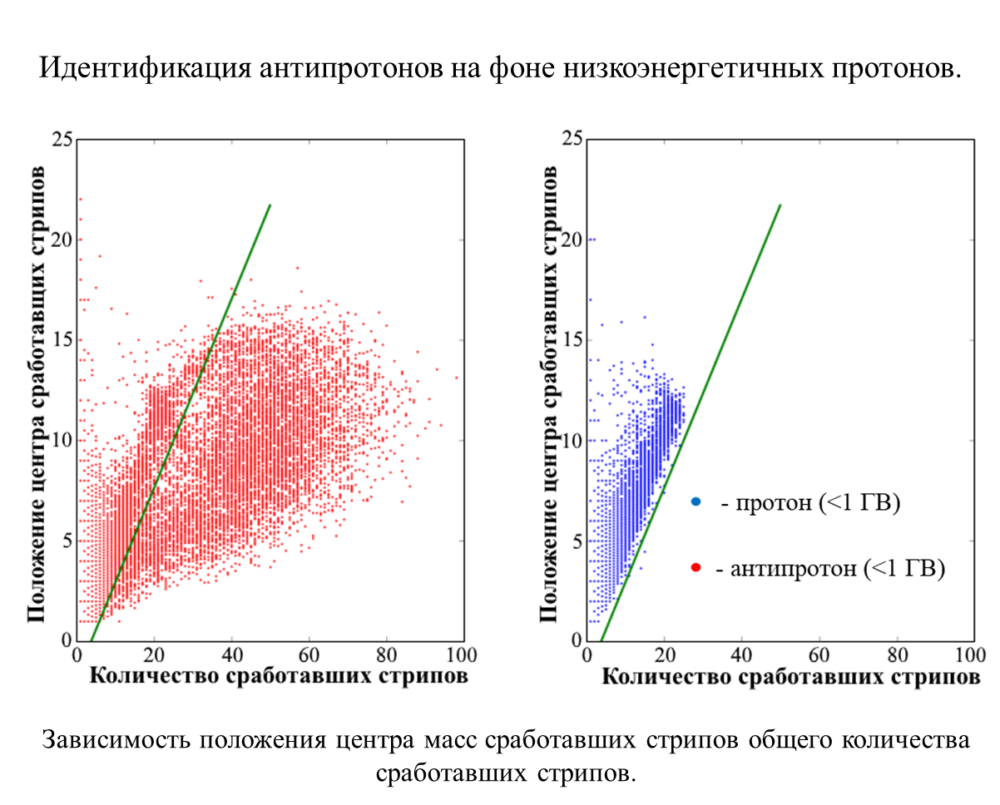 Идентификация антипротонов на фоне низкоэнергетичных протонов.
Положение центра сработавщих стрипов
25
20
15
10
5
0
0 20 40 60 80 100
Количество сработавших стрипов
Положение центра сработавших стрипов
25
20
15
10
5
0
0 20 40 60 80 100
Количество сработавших стрипов
- протон (<1 ГВ)
- антипротон (<1 ГВ)
Зависимость положения центра масс сработавших стрипов общего количества
сработавших стрипов.